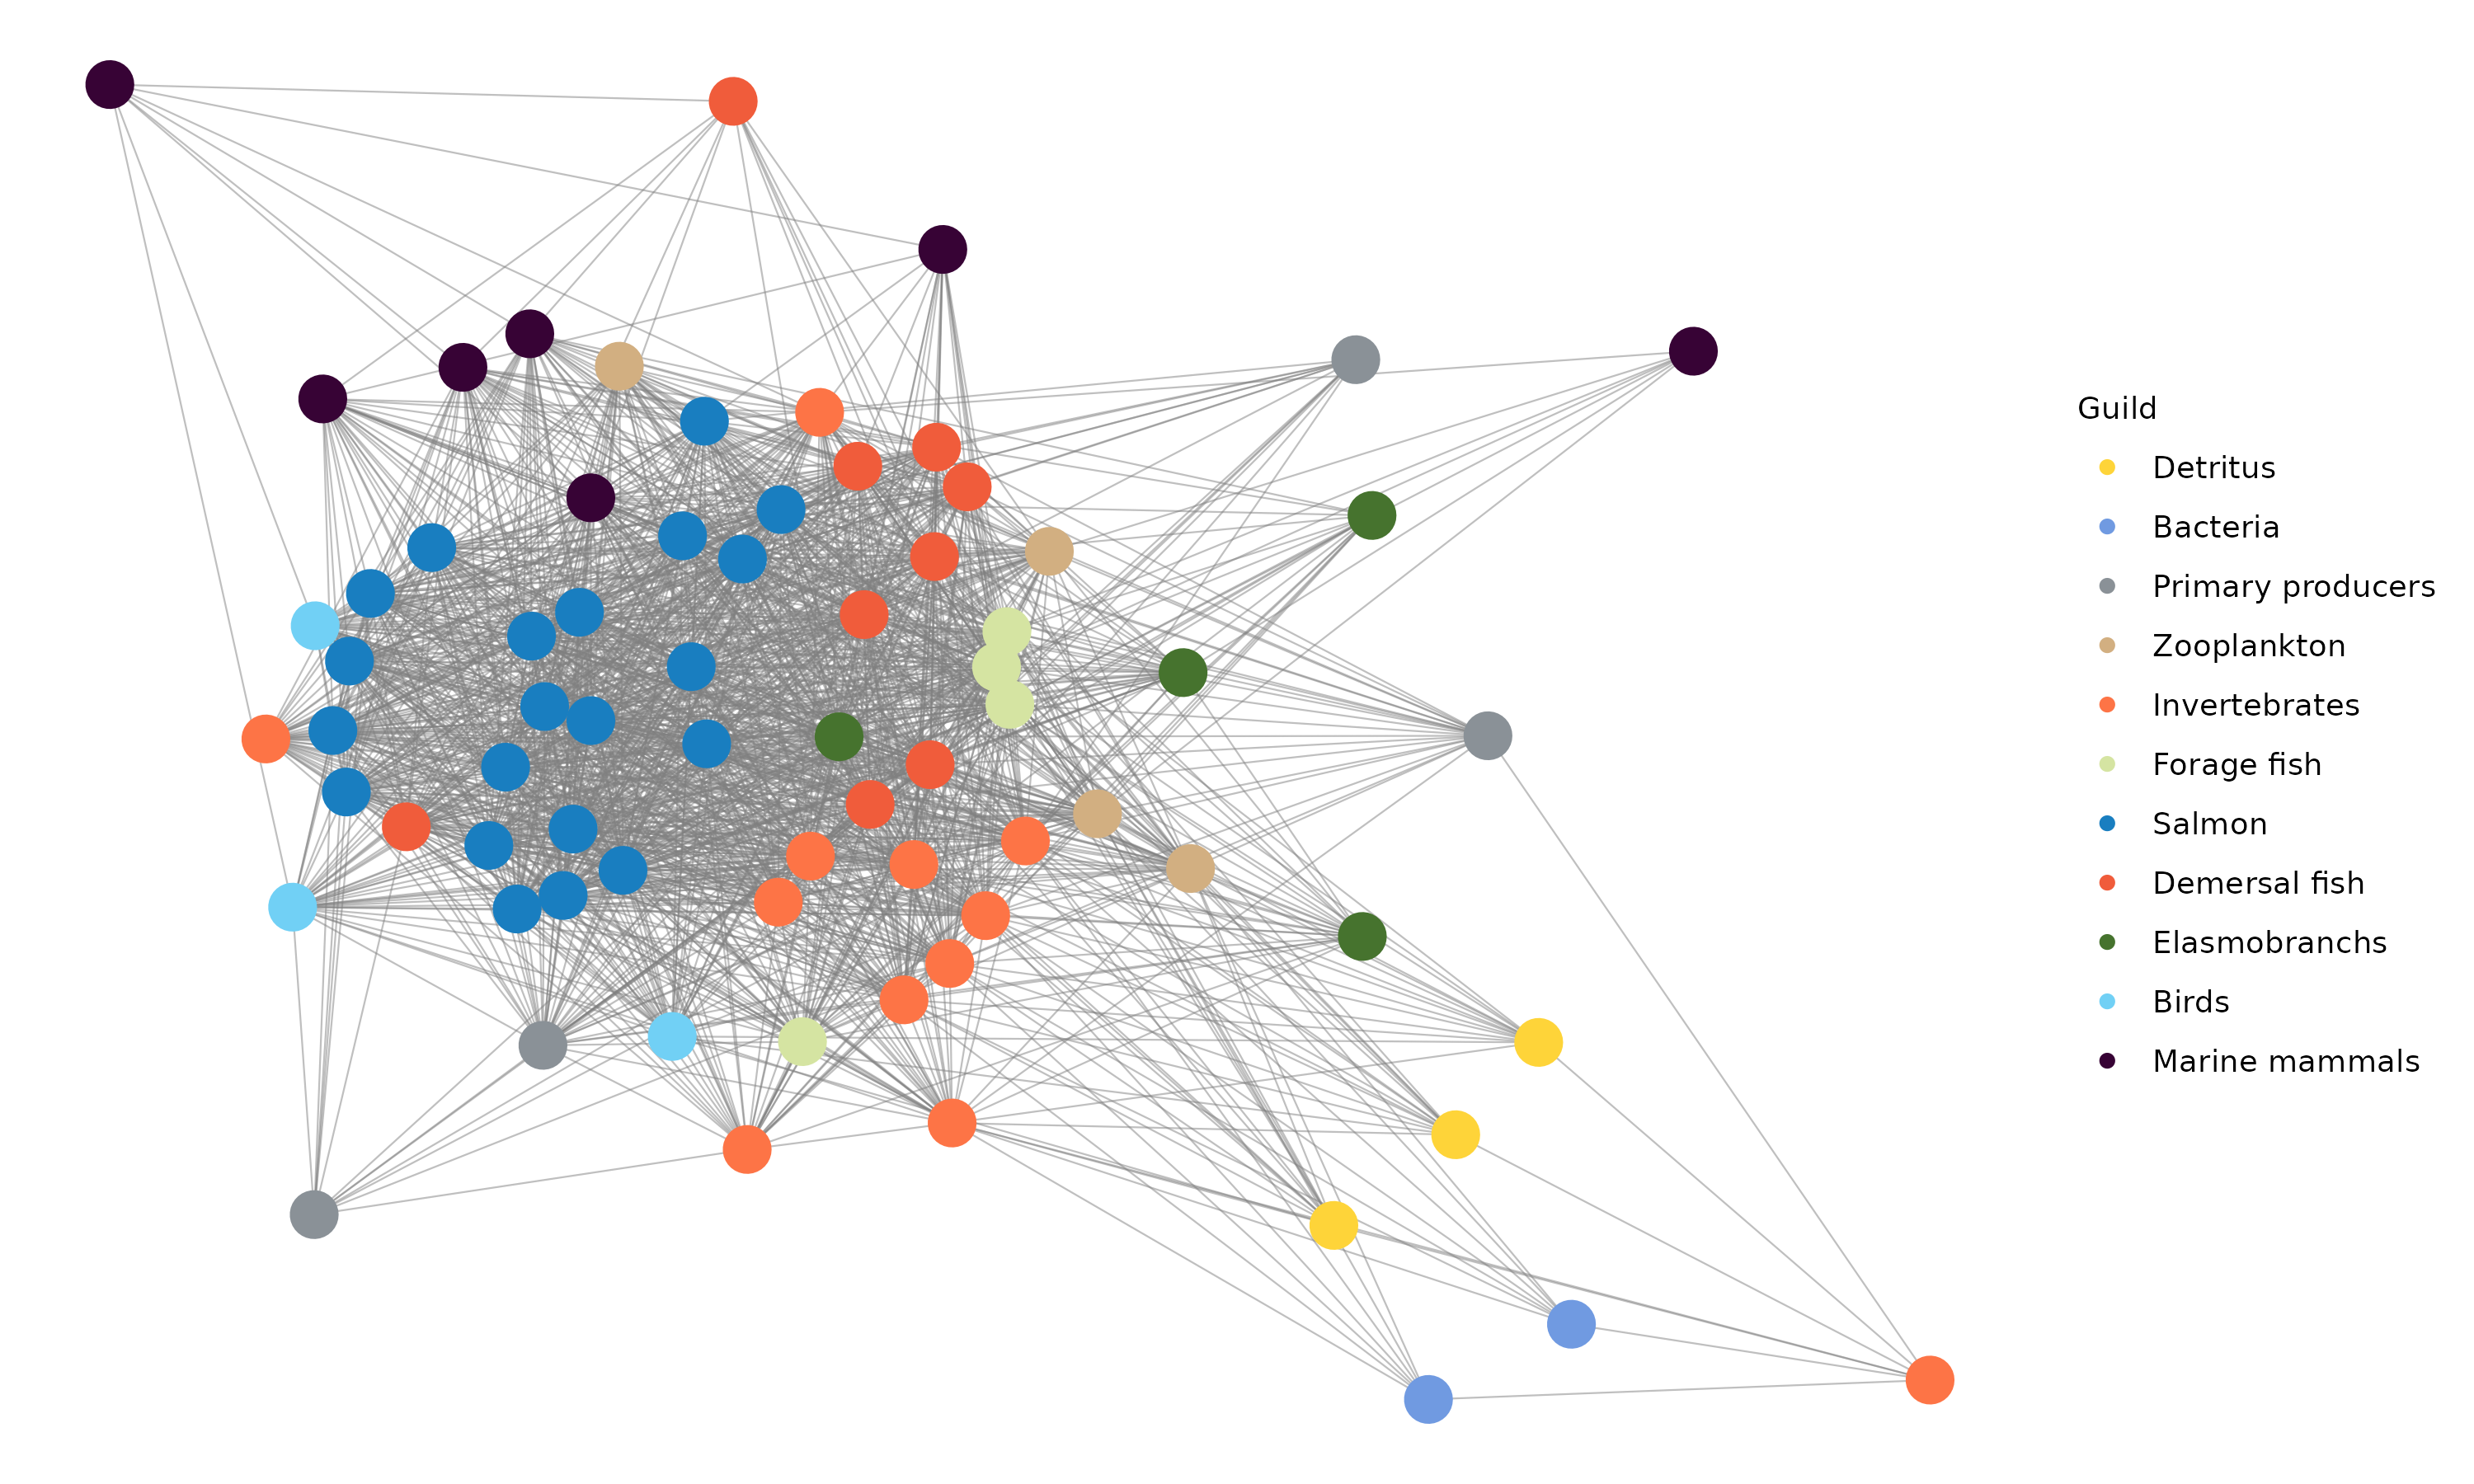 Guild
Detritus
Bacteria
Primary producers
Zooplankton
Invertebrates
Forage fish
Salmon
Demersal fish
Elasmobranchs
Birds
Marine mammals